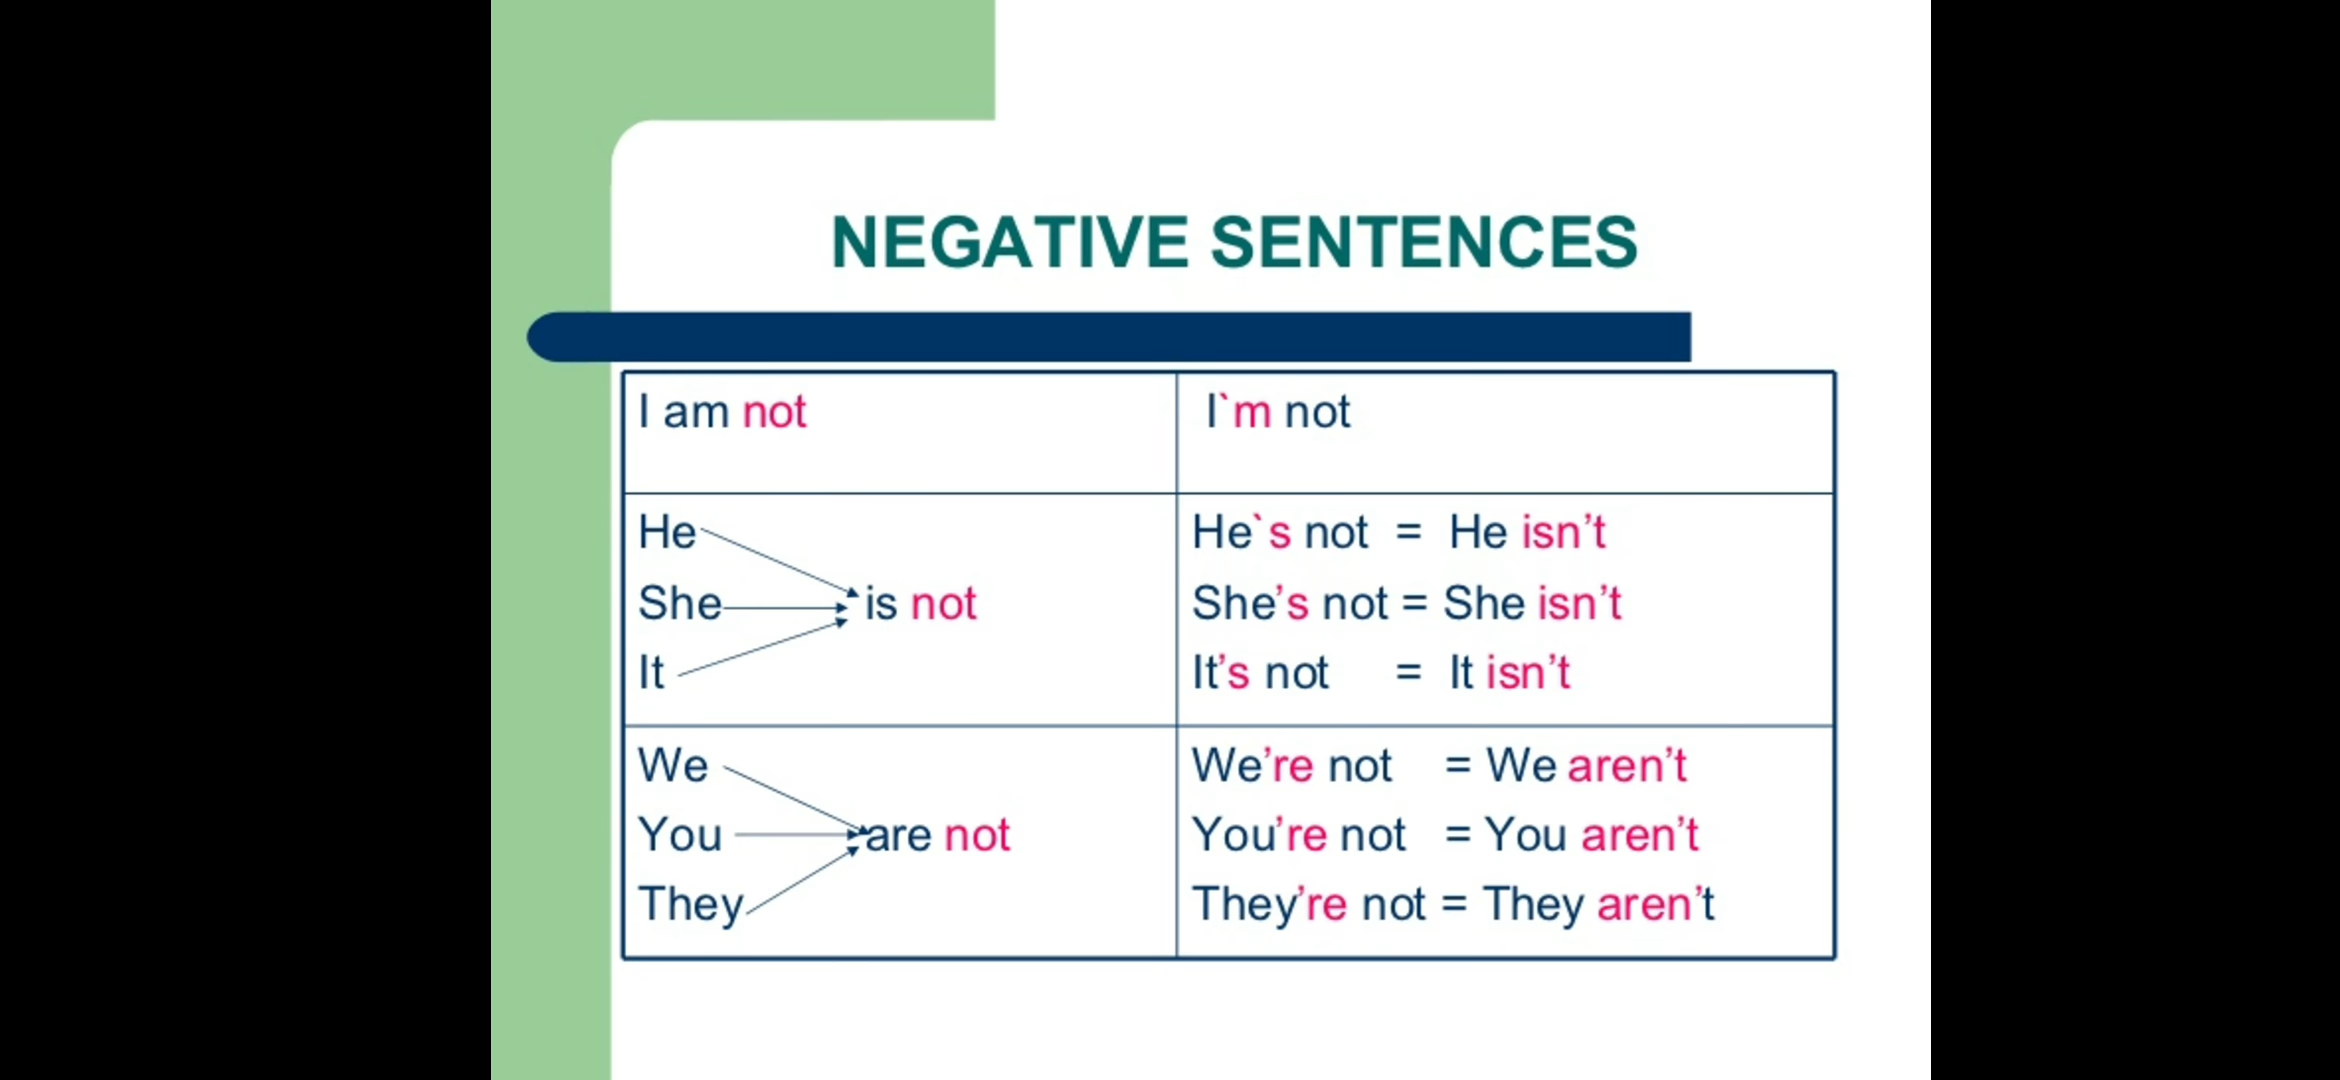 NEGATIVE SENTENCES
I am not
I`m not
He
She
is not
It
He`s not = He isn’t
She’s not = She isn’t
It’s not = It isn’t
We
You
are not
They
We’re not = We aren’t
You’re not = You aren’t
They’re not = They aren’t